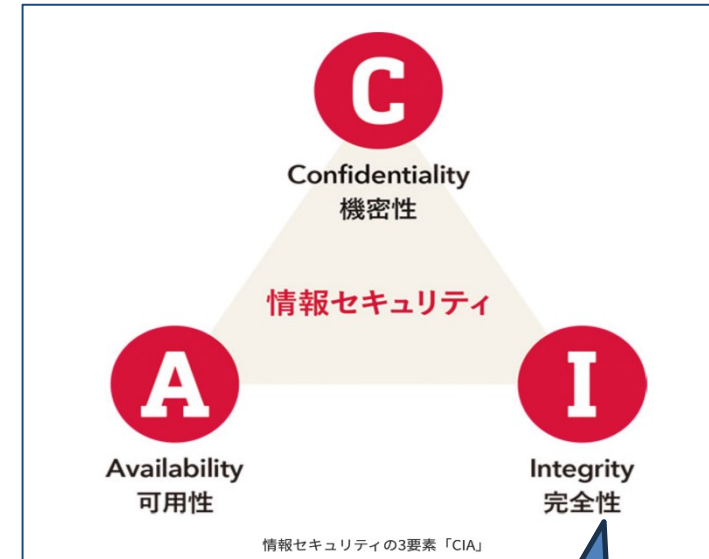 C
Confidentiality
機密性
情報セキュリティ
A
Availability
可用性
I
Integrity
完全性
情報セキュリティの3要素「CIA」